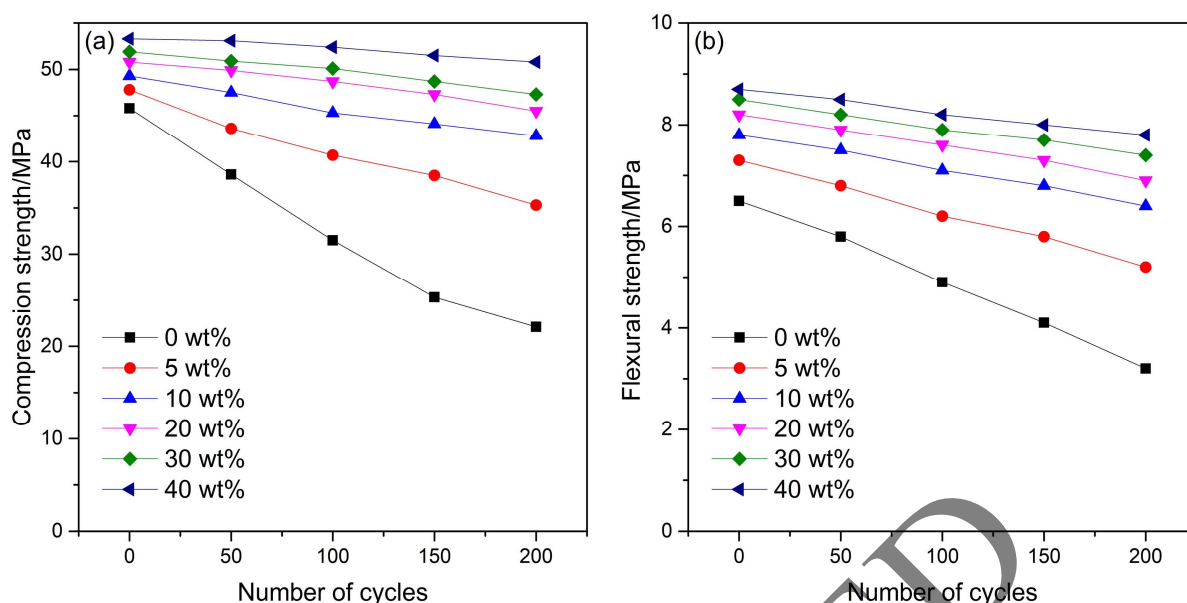 (a)
Compression strength/MPa
50
40
30
20
10
0
0 wt%
5 wt%
10 wt%
20 wt%
30 wt%
40 wt%
0 50 100 150 200
Number of cycles
(b)
Flexural strength/MPa
10
8
6
4
2
0
0 wt%
5 wt%
10 wt%
20 wt%
30 wt%
40 wt%
0 50 100 150 200
Number of cycles